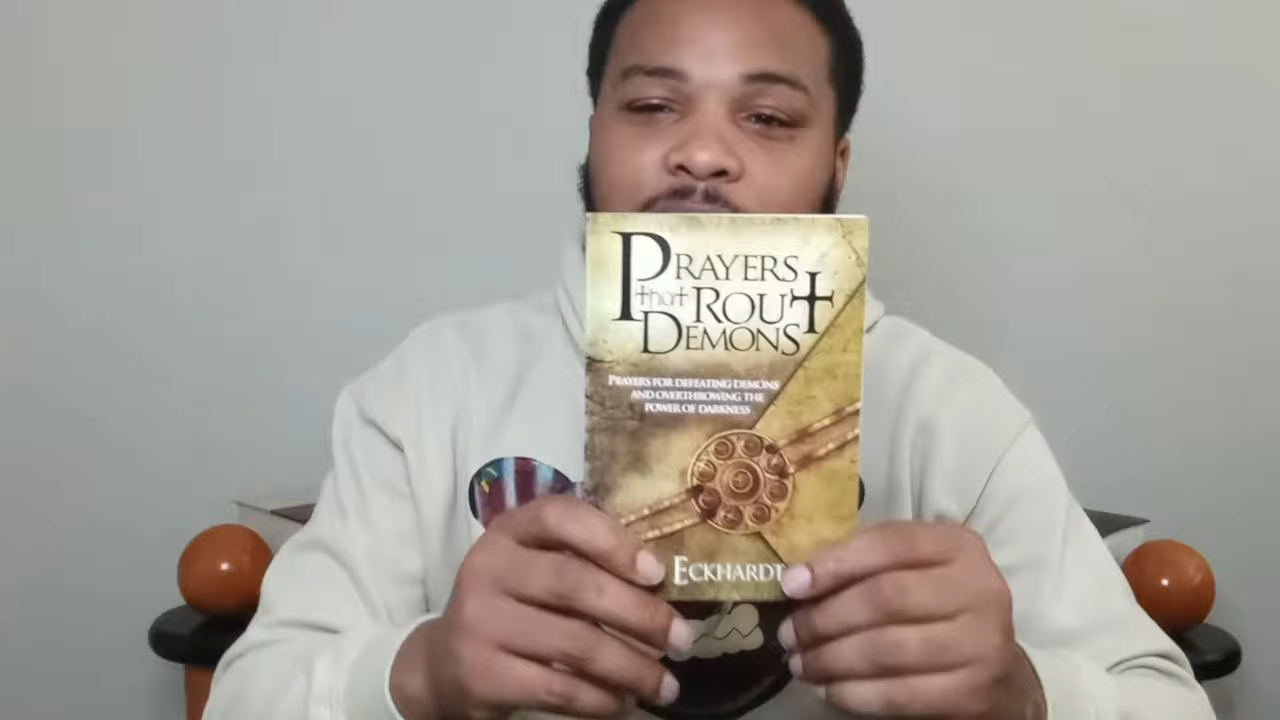 PRAYERS
that ROUT
DEMONS
PRAYERS FOR DEFEATING DEMONS
AND OVERTHROWING THE
POWER OF DARKNESS
ECKHARDT